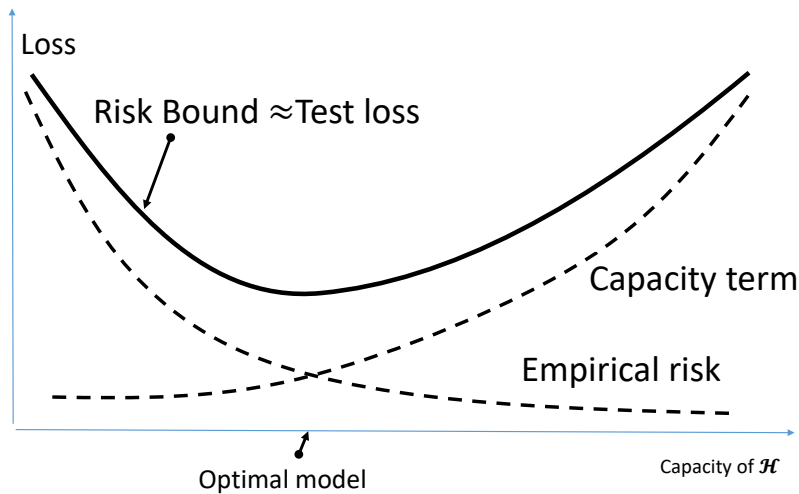 Loss
Risk Bound ≈Test loss
Capacity term
Empirical risk
Optimal model
Capacity of 𝓗